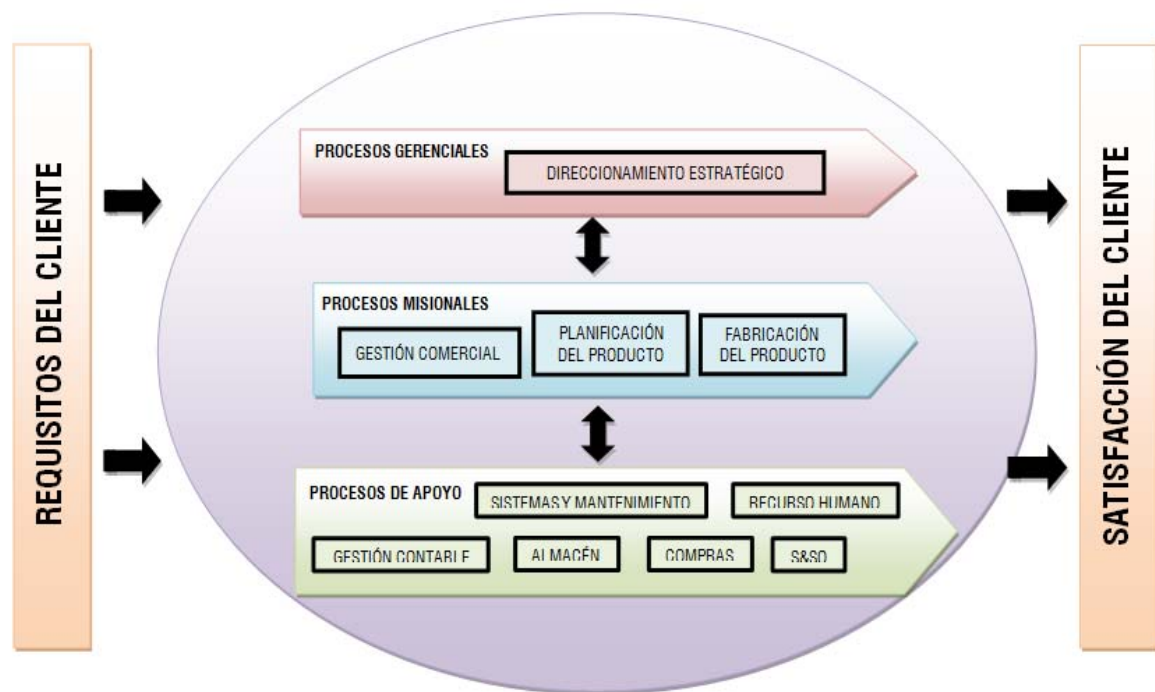 REQUISITOS DEL CLIENTE
PROCESOS GERENCIALES
DIRECCIONAMIENTO ESTRATÉGICO
PROCESOS MISIONALES
GESTIÓN COMERCIAL
PLANIFICACIÓN
DEL PRODUCTO
FABRICACIÓN
DEL PRODUCTO
PROCESOS DE APOYO
SISTEMAS Y MANTENIMIENTO
RECURSO HUMANO
GESTIÓN CONTABLE
ALMACÉN
COMPRAS
S&SO
SATISFACCIÓN DEL CLIENTE